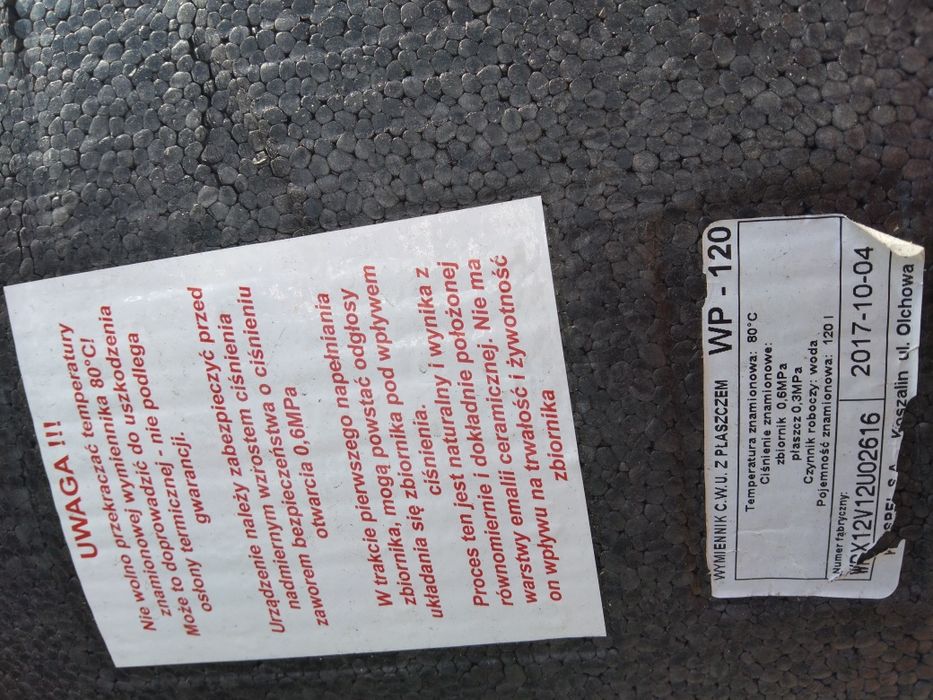 UWAGA !!!
Nie wolno przekraczać temperatury
znamionowej wymiennika 80°C!
Może to doprowadzić do uszkodzenia
osłony termicznej - nie podlega
gwarancji.
Urządzenie należy zabezpieczyć przed
nadmiernym wzrostem ciśnienia
zaworem bezpieczeństwa o ciśnieniu
otwarcia 0,6MPa
W trakcie pierwszego napełniania
zbiornika, mogą powstać odgłosy
układania się zbiornika pod wpływem
ciśnienia.
Proces ten jest naturalny i wynika z
równomiernie i dokładnie położonej
warstwy emalii ceramicznej. Nie ma
on wpływu na trwałość i żywotność
zbiornika
WYMIENNIK C.W.U. Z PŁASZCZEM WP - 120
Temperatura znamionowa: 80°C
Ciśnienie znamionowe:
zbiornik 0,6MPa
płaszcz 0,3MPa
Czynnik roboczy: woda
Pojemność znamionowa: 120 l
Numer fabryczny:
12V12U02616 2017-10-04
S.A. Koszalin ul. Olchowa